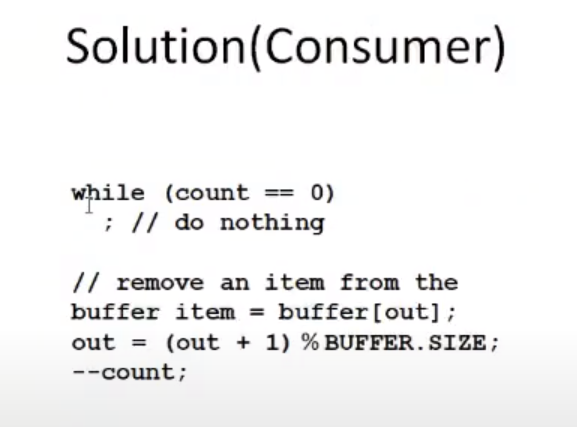 Solution(Consumer)
while (count == 0)
; // do nothing
// remove an item from the
buffer item = buffer[out];
out = (out + 1) % BUFFER.SIZE;
--count;